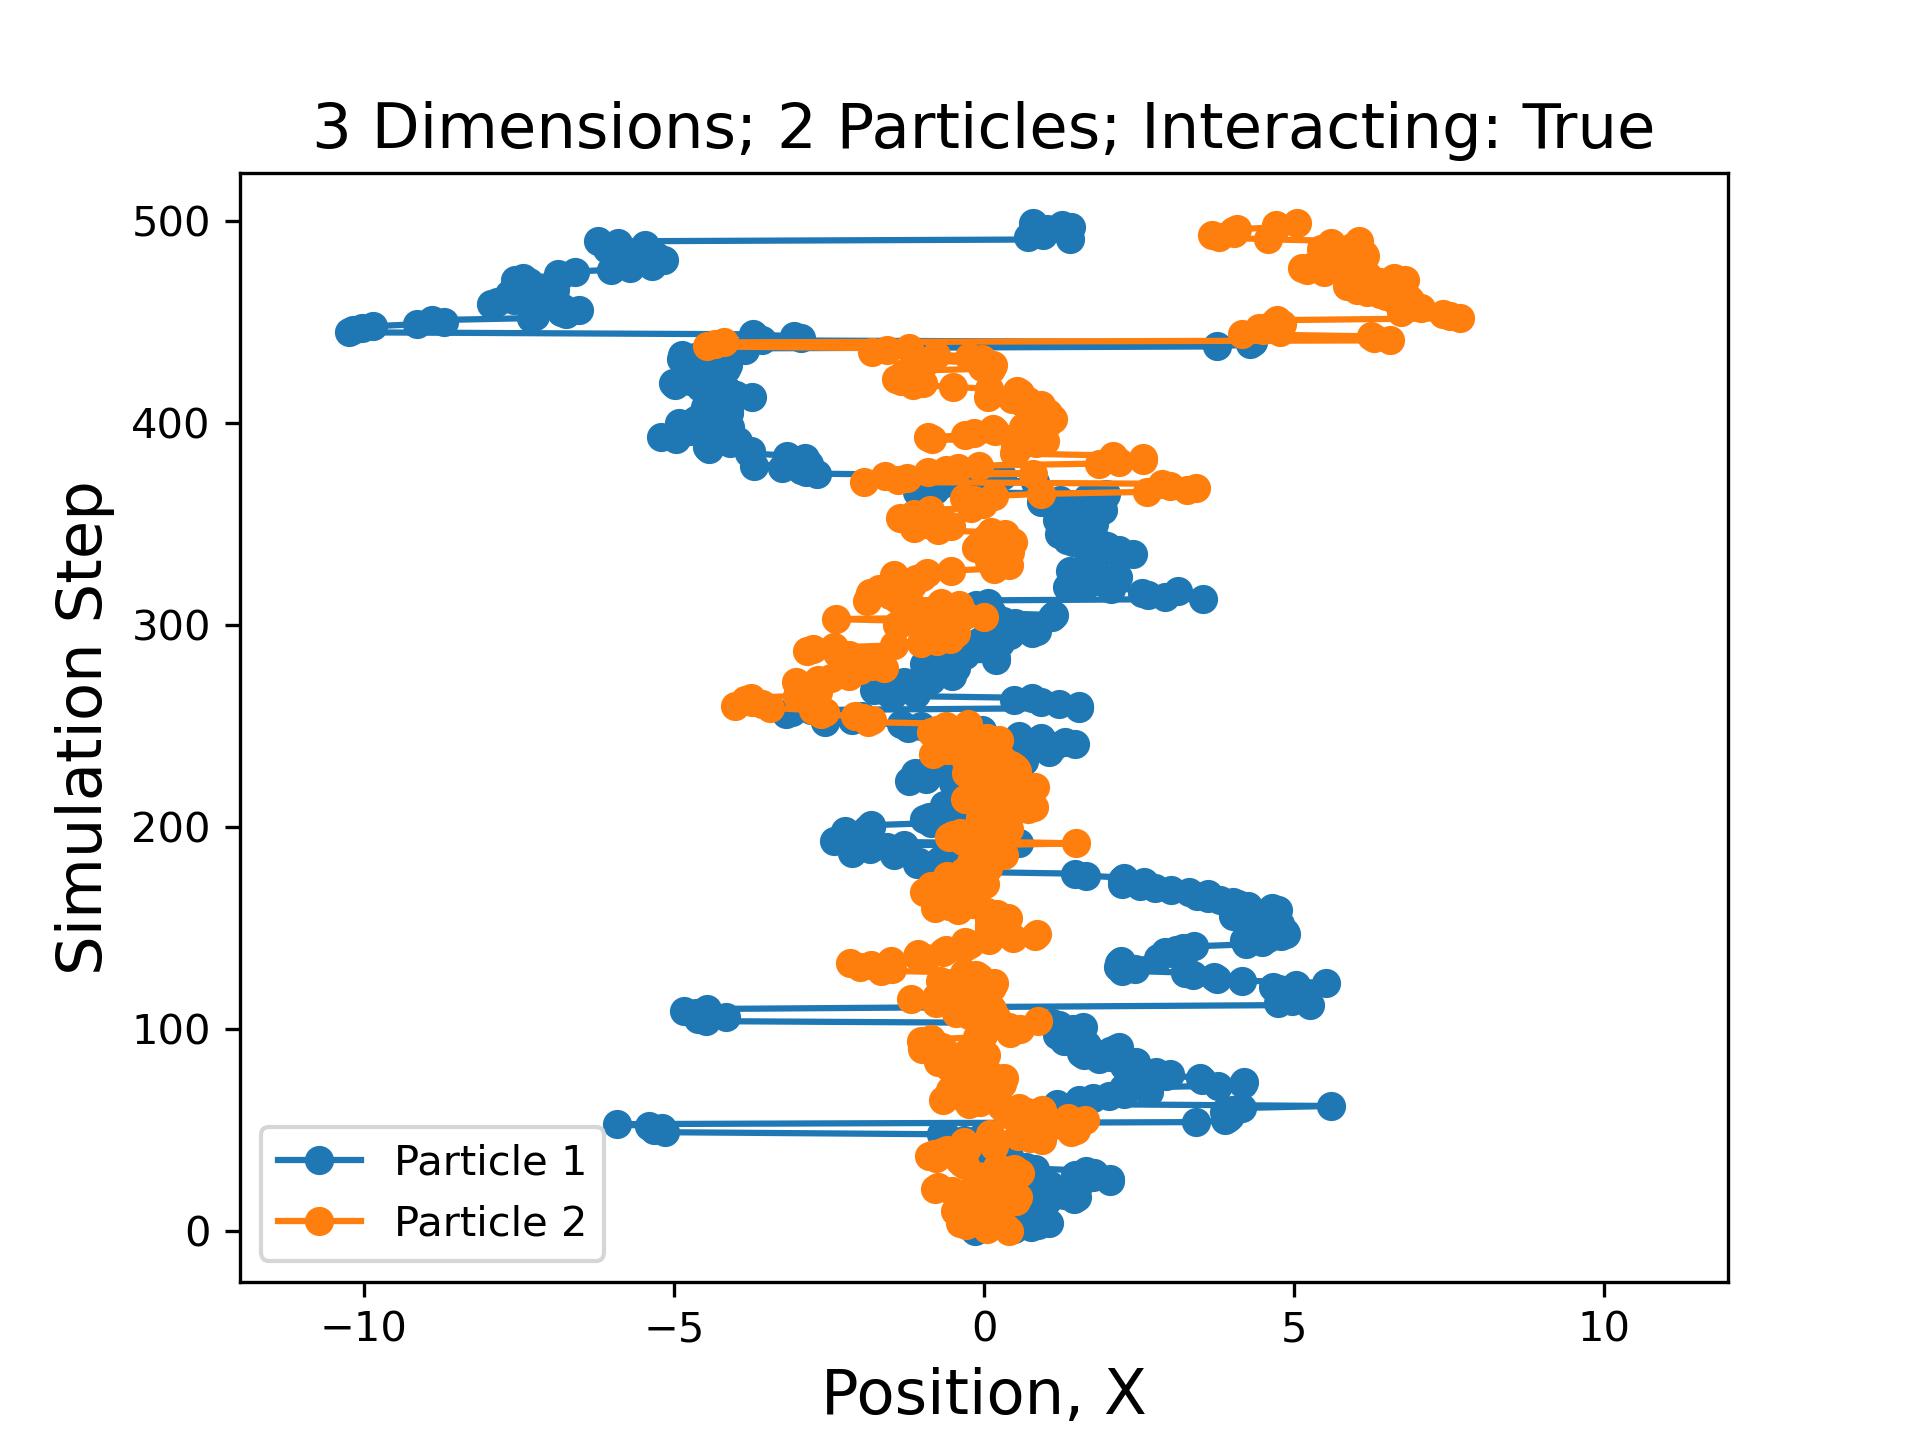 3 Dimensions; 2 Particles; Interacting: True
Simulation Step
500
400
300
200
100
0
Particle 1
Particle 2
−10
−5
0
5
10
Position, X